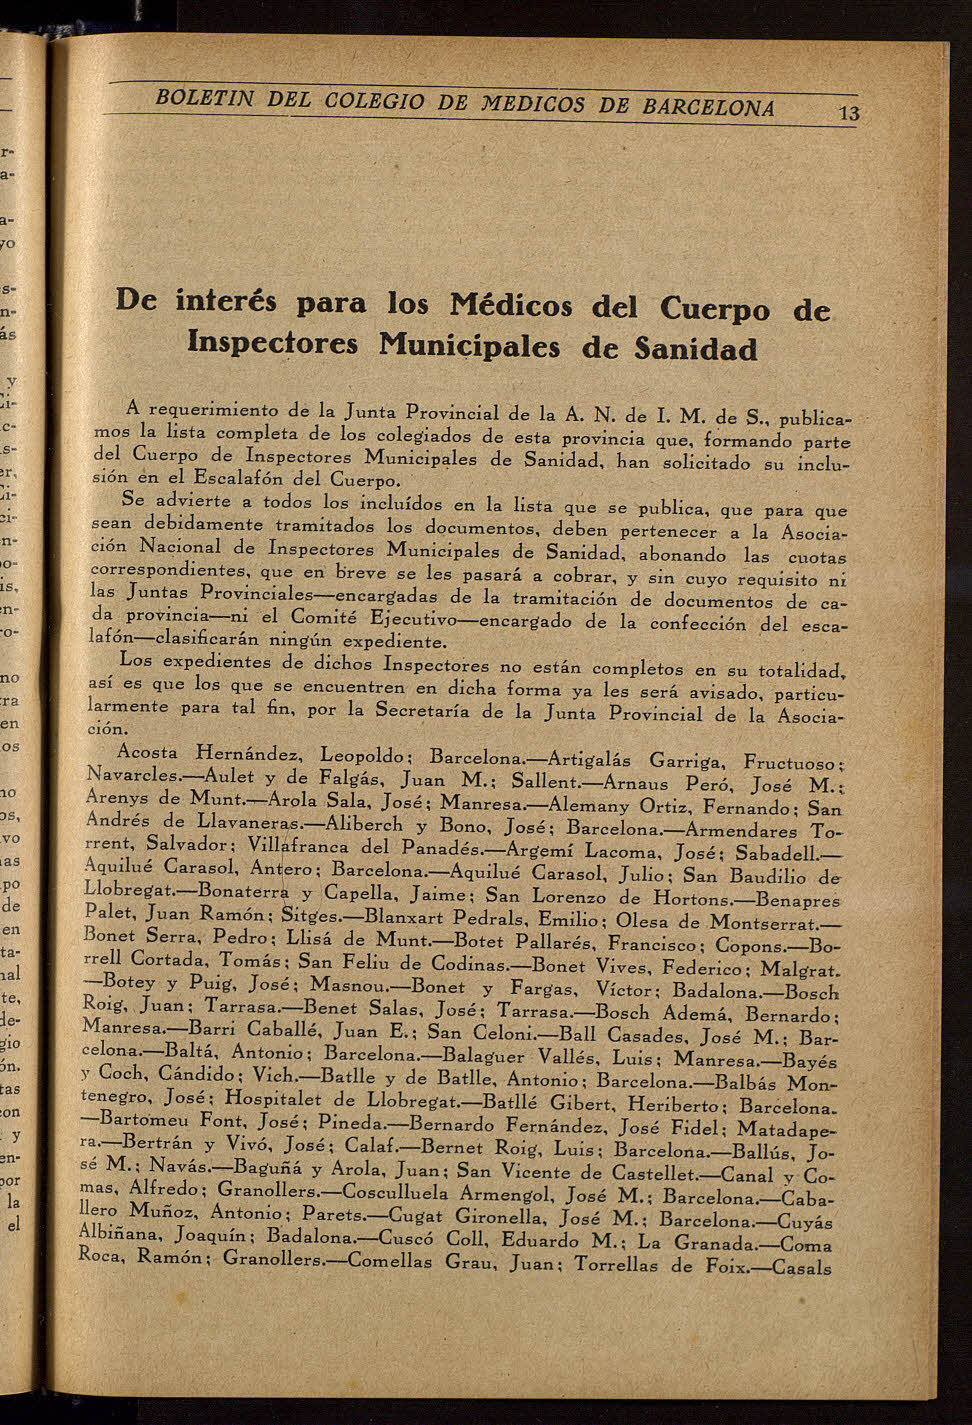 BOLETIN DEL COLEGIO DE MEDICOS DE BARCELONA 13
De interés para los Médicos del Cuerpo de
Inspectores Municipales de Sanidad
A requerimiento de la Junta Provincial de la A. N. de I. M. de S., publica-
mos la lista completa de los colegiados de esta provincia que, formando parte
del Cuerpo de Inspectores Municipales de Sanidad, han solicitado su inclu-
sión en el Escalafón del Cuerpo.
Se advierte a todos los incluídos en la lista que se publica, que para que
sean debidamente tramitados los documentos, deben pertenecer a la Asocia-
ción Nacional de Inspectores Municipales de Sanidad, abonando las cuotas
correspondientes, que en breve se les pasará a cobrar, y sin cuyo requisito ni
las Juntas Provinciales—encargadas de la tramitación de documentos de ca-
da provincia—ni el Comité Ejecutivo—encargado de la confección del esca-
lafón—clasificarán ningún expediente.
Los expedientes de dichos Inspectores no están completos en su totalidad,
así es que los que se encuentren en dicha forma ya les será avisado, particu-
larmente para tal fin, por la Secretaría de la Junta Provincial de la Asocia-
ción.
Acosta Hernández, Leopoldo; Barcelona.—Artigalás Garriga, Fructuoso;
Navarcles.—Aulet y de Falgás, Juan M.; Sallent.—Arnaus Peró, José M.;
Arenys de Munt.—Arola Sala, José; Manresa.—Alemany Ortiz, Fernando; San
Andrés de Llavaneras.—Aliberch y Bono, José; Barcelona.—Armendares To-
rrent, Salvador; Villafranca del Panadés.—Argemí Lacoma, José; Sabadell.—
Aquilué Carasol, Antero; Barcelona.—Aquilué Carasol, Julio; San Baudilio de
Llobregat.—Bonaterra y Capella, Jaime; San Lorenzo de Hortons.—Benapres
Palet, Juan Ramón; Sitges.—Blanxart Pedrals, Emilio; Olesa de Montserrat.—
Bonet Serra, Pedro; Llisá de Munt.—Botet Pallarés, Francisco; Copons.—Bo-
rrell Cortada, Tomás; San Feliu de Codinas.—Bonet Vives, Federico; Malgrat.
—Botey y Puig, José; Masnou.—Bonet y Fargas, Víctor; Badalona.—Bosch
Roig, Juan; Tarrasa.—Benet Salas, José; Tarrasa.—Bosch Ademá, Bernardo;
Manresa.—Barri Caballé, Juan E.; San Celoni.—Ball Casades, José M.; Bar-
celona.—Baltá, Antonio; Barcelona.—Balaguer Vallés, Luis; Manresa.—Bayés
y Coch, Cándido; Vich.—Batlle y de Batlle, Antonio; Barcelona.—Balbás Mon-
tenegro, José; Hospitalet de Llobregat.—Batllé Gibert, Heriberto; Barcelona.
—Bartomeu Font, José; Pineda.—Bernardo Fernández, José Fidel; Matadape-
ra.—Bertrán y Vivó, José; Calaf.—Bernet Roig, Luis; Barcelona.—Ballús, Jo-
sé M.; Navás.—Baguñá y Arola, Juan; San Vicente de Castellet.—Canal y Co-
mas, Alfredo; Granollers.—Cosculluela Armengol, José M.; Barcelona.—Caba-
llero Muñoz, Antonio; Parets.—Cugat Gironella, José M.; Barcelona.—Cuyás
Albiñana, Joaquín; Badalona.—Cuscó Coll, Eduardo M.; La Granada.—Coma
Roca, Ramón; Granollers.—Comellas Grau, Juan; Torrellas de Foix.—Casals